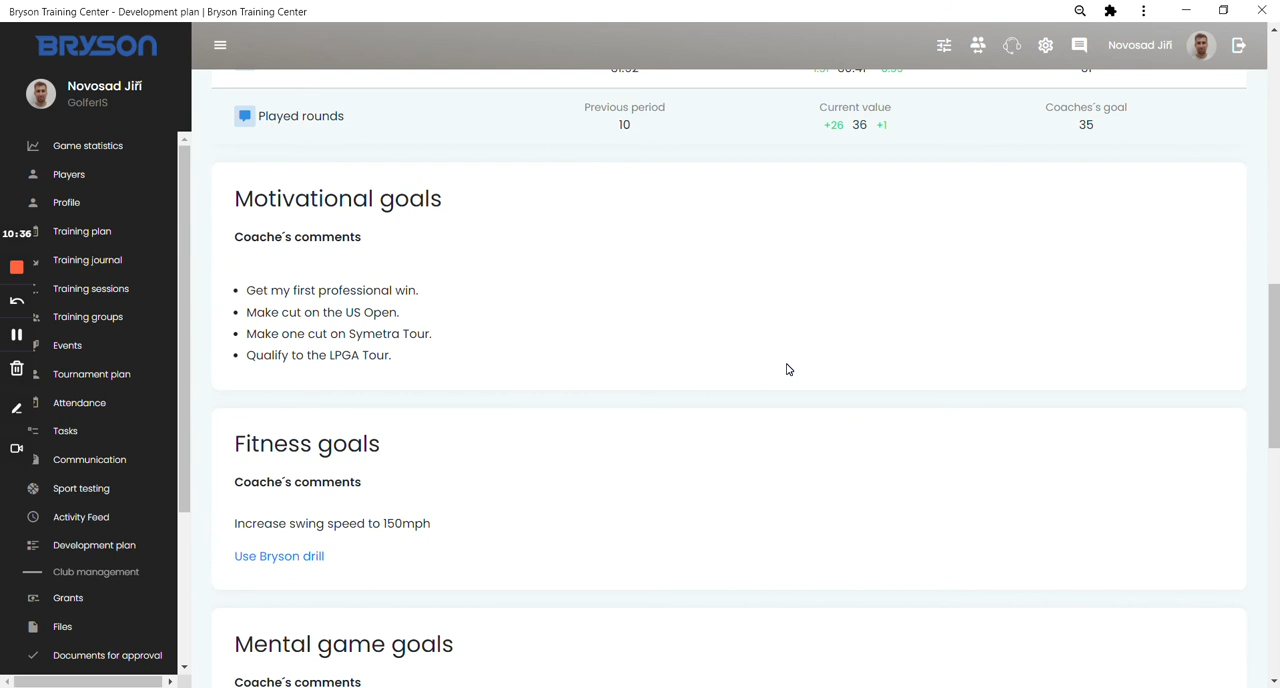 Bryson Training Center - Development plan | Bryson Training Center
BRYSON
Novosad Jiří
Novosad Jiří
GolferIS
Game statistics
Players
Profile
10:36
Training plan
Training journal
Training sessions
Training groups
Events
Tournament plan
Attendance
Tasks
Communication
Sport testing
Activity Feed
Development plan
Club management
Grants
Files
Documents for approval
Played rounds
Previous period
10
Current value
+26 36 +1
Coaches's goal
35
Motivational goals
Coache´s comments
• Get my first professional win.
• Make cut on the US Open.
• Make one cut on Symetra Tour.
• Qualify to the LPGA Tour.
Fitness goals
Coache´s comments
Increase swing speed to 150mph
Use Bryson drill
Mental game goals
Coache´s comments